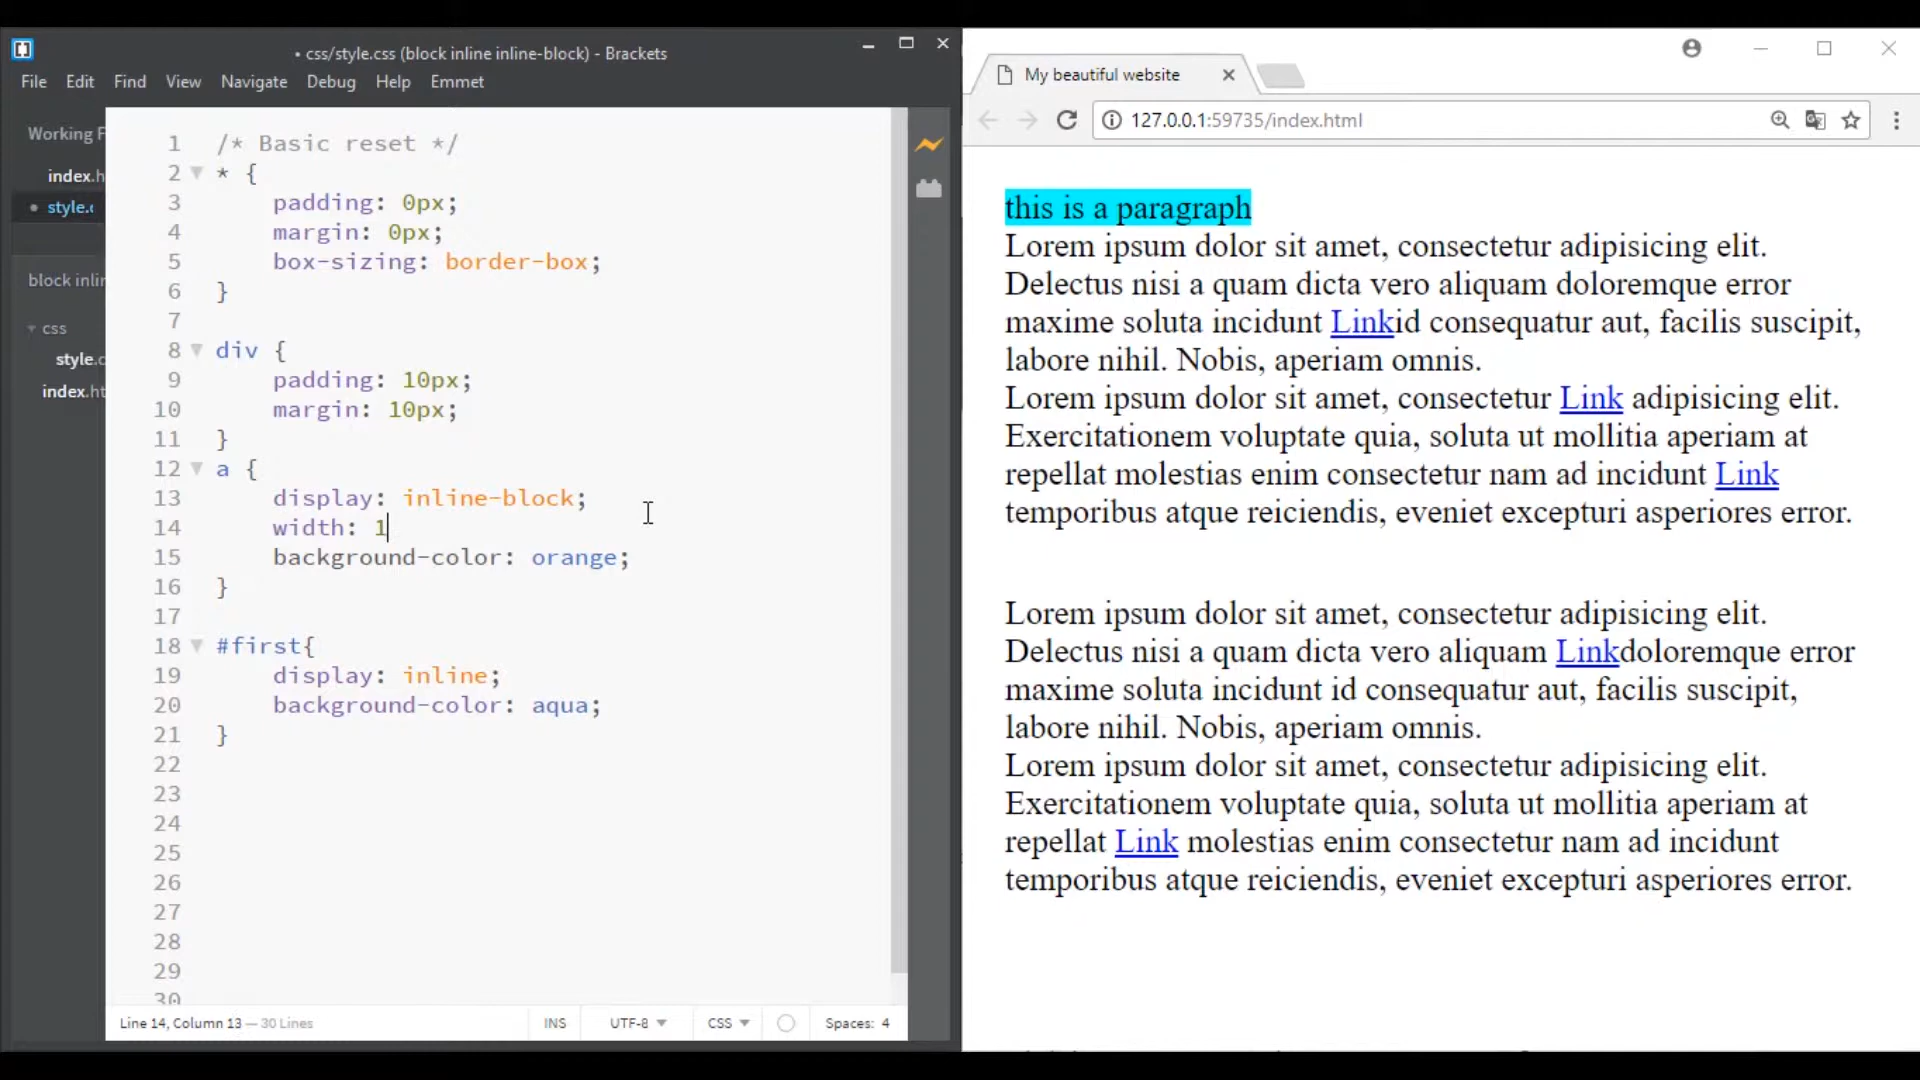 • css/style.css (block inline inline-block) - Brackets
File Edit Find View Navigate Debug Help Emmet
Working F
index.h
• style.c
block inlin
css
style.c
index.ht
1 /* Basic reset */
2 * {
3 padding: 0px;
4 margin: 0px;
5 box-sizing: border-box;
6 }
7
8 div {
9 padding: 10px;
10 margin: 10px;
11 }
12 a {
13 display: inline-block;
14 width: 1
15 background-color: orange;
16 }
17
18 #first{
19 display: inline;
20 background-color: aqua;
21 }
22
23
24
25
26
27
28
29
30
Line 14, Column 13 — 30 Lines INS UTF-8 CSS Spaces: 4
My beautiful website
127.0.0.1:59735/index.html
this is a paragraph
Lorem ipsum dolor sit amet, consectetur adipisicing elit.
Delectus nisi a quam dicta vero aliquam doloremque error
maxime soluta incidunt Linkid consequatur aut, facilis suscipit,
labore nihil. Nobis, aperiam omnis.
Lorem ipsum dolor sit amet, consectetur Link adipisicing elit.
Exercitationem voluptate quia, soluta ut mollitia aperiam at
repellat molestias enim consectetur nam ad incidunt Link
temporibus atque reiciendis, eveniet excepturi asperiores error.
Lorem ipsum dolor sit amet, consectetur adipisicing elit.
Delectus nisi a quam dicta vero aliquam Linkdoloremque error
maxime soluta incidunt id consequatur aut, facilis suscipit,
labore nihil. Nobis, aperiam omnis.
Lorem ipsum dolor sit amet, consectetur adipisicing elit.
Exercitationem voluptate quia, soluta ut mollitia aperiam at
repellat Link molestias enim consectetur nam ad incidunt
temporibus atque reiciendis, eveniet excepturi asperiores error.